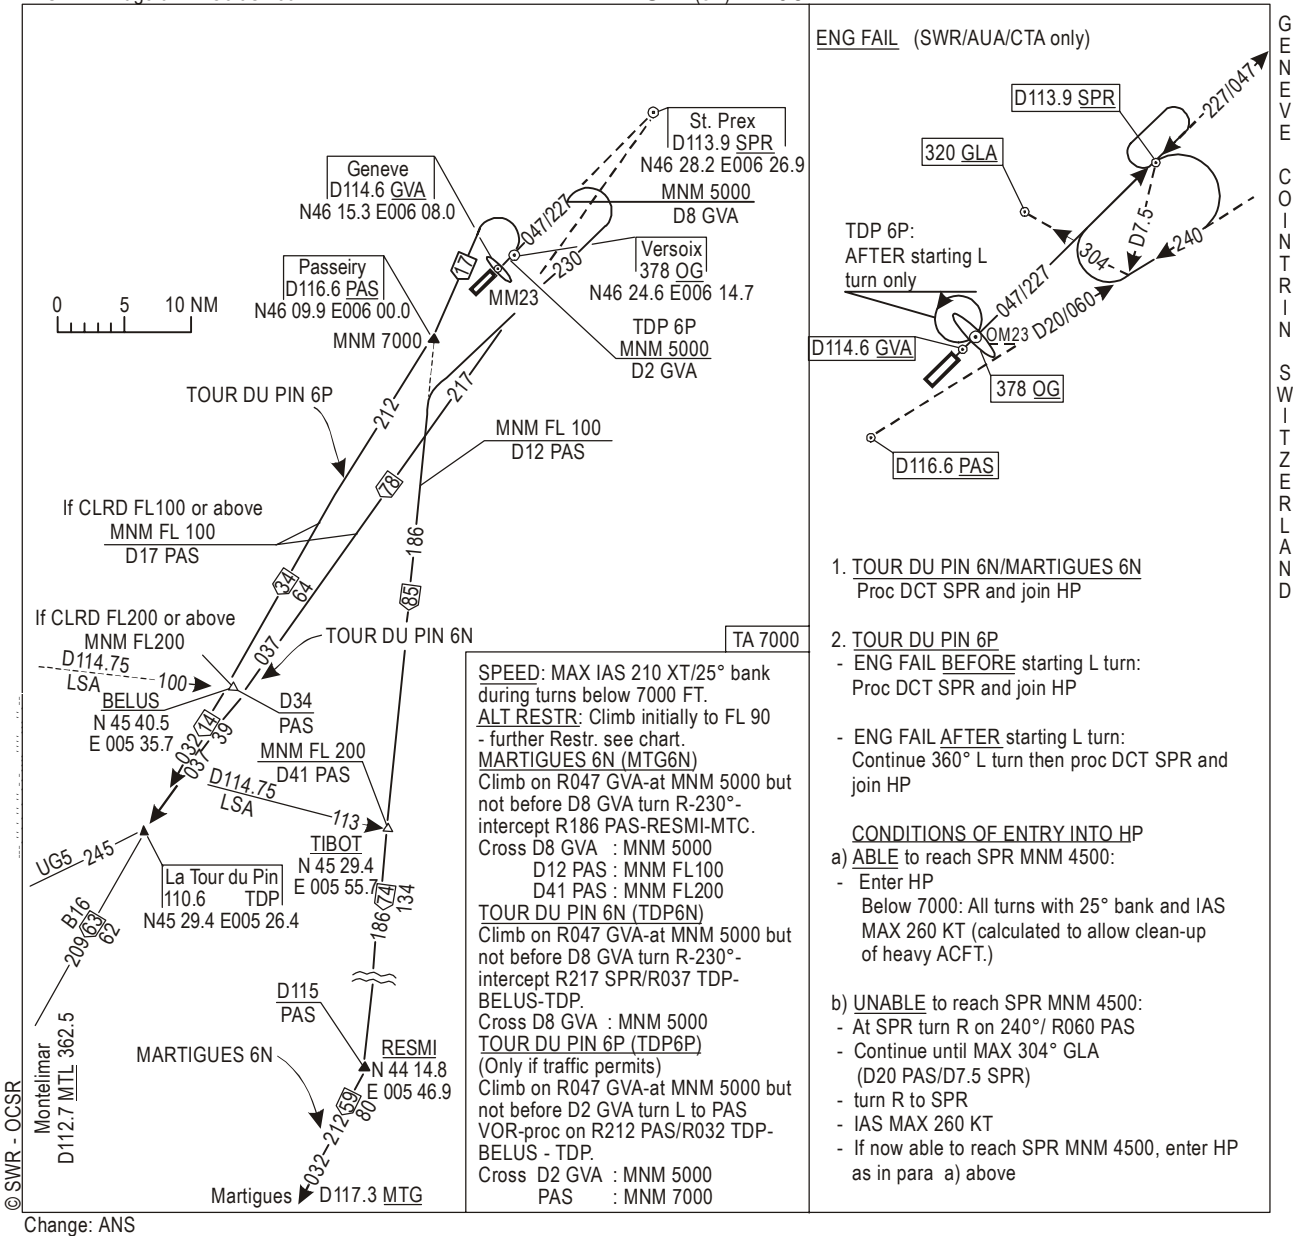 ENG FAIL (SWR/AUA/CTA only)
St. Prex
D113.9 SPR
N46 28.2 E006 26.9
Geneve
D114.6 GVA
N46 15.3 E006 08.0
MNM 5000
D8 GVA
047/227
230
Versoix
378 OG
N46 24.6 E006 14.7
Passeiry
D116.6 PAS
N46 09.9 E006 00.0
MNM 7000
17
MM23
0 5 10 NM
TDP 6P
MNM 5000
D2 GVA
TOUR DU PIN 6P
212
217
MNM FL 100
D12 PAS
78
If CLRD FL100 or above
MNM FL 100
D17 PAS
186
34
64
85
If CLRD FL200 or above
MNM FL200
037
TOUR DU PIN 6N
D114.75
LSA
100
BELUS
N 45 40.5
E 005 35.7
D34
PAS
14
39
032
037
MNM FL 200
D41 PAS
D114.75
LSA
113
TIBOT
N 45 29.4
E 005 55.7
UG5 245
La Tour du Pin
110.6 TDP
N45 29.4 E005 26.4
B16
63
62
209
74
134
186
Montelimar
D112.7 MTL 362.5
D115
PAS
RESMI
N 44 14.8
E 005 46.9
MARTIGUES 6N
59
80
212
032
Martigues D117.3 MTG
TA 7000
SPEED: MAX IAS 210 XT/25° bank
during turns below 7000 FT.
ALT RESTR: Climb initially to FL 90
- further Restr. see chart.
MARTIGUES 6N (MTG6N)
Climb on R047 GVA-at MNM 5000 but
not before D8 GVA turn R-230°-
intercept R186 PAS-RESMI-MTC.
Cross D8 GVA : MNM 5000
D12 PAS : MNM FL100
D41 PAS : MNM FL200
TOUR DU PIN 6N (TDP6N)
Climb on R047 GVA-at MNM 5000 but
not before D8 GVA turn R-230°-
intercept R217 SPR/R037 TDP-
BELUS-TDP.
Cross D8 GVA : MNM 5000
TOUR DU PIN 6P (TDP6P)
(Only if traffic permits)
Climb on R047 GVA-at MNM 5000 but
not before D2 GVA turn L to PAS
VOR-proc on R212 PAS/R032 TDP-
BELUS - TDP.
Cross D2 GVA : MNM 5000
PAS : MNM 7000
D113.9 SPR
227/047
320 GLA
D7.5
TDP 6P:
AFTER starting L
turn only
304
240
047/227
D20/060
OM23
D114.6 GVA
378 OG
D116.6 PAS
1. TOUR DU PIN 6N/MARTIGUES 6N
Proc DCT SPR and join HP
2. TOUR DU PIN 6P
- ENG FAIL BEFORE starting L turn:
Proc DCT SPR and join HP
- ENG FAIL AFTER starting L turn:
Continue 360° L turn then proc DCT SPR and
join HP
CONDITIONS OF ENTRY INTO HP
a) ABLE to reach SPR MNM 4500:
- Enter HP
Below 7000: All turns with 25° bank and IAS
MAX 260 KT (calculated to allow clean-up
of heavy ACFT.)
b) UNABLE to reach SPR MNM 4500:
- At SPR turn R on 240°/ R060 PAS
- Continue until MAX 304° GLA
(D20 PAS/D7.5 SPR)
- turn R to SPR
- IAS MAX 260 KT
- If now able to reach SPR MNM 4500, enter HP
as in para a) above
GENEVE COINTRIN SWITZERLAND
© SWR - OCSR
Change: ANS